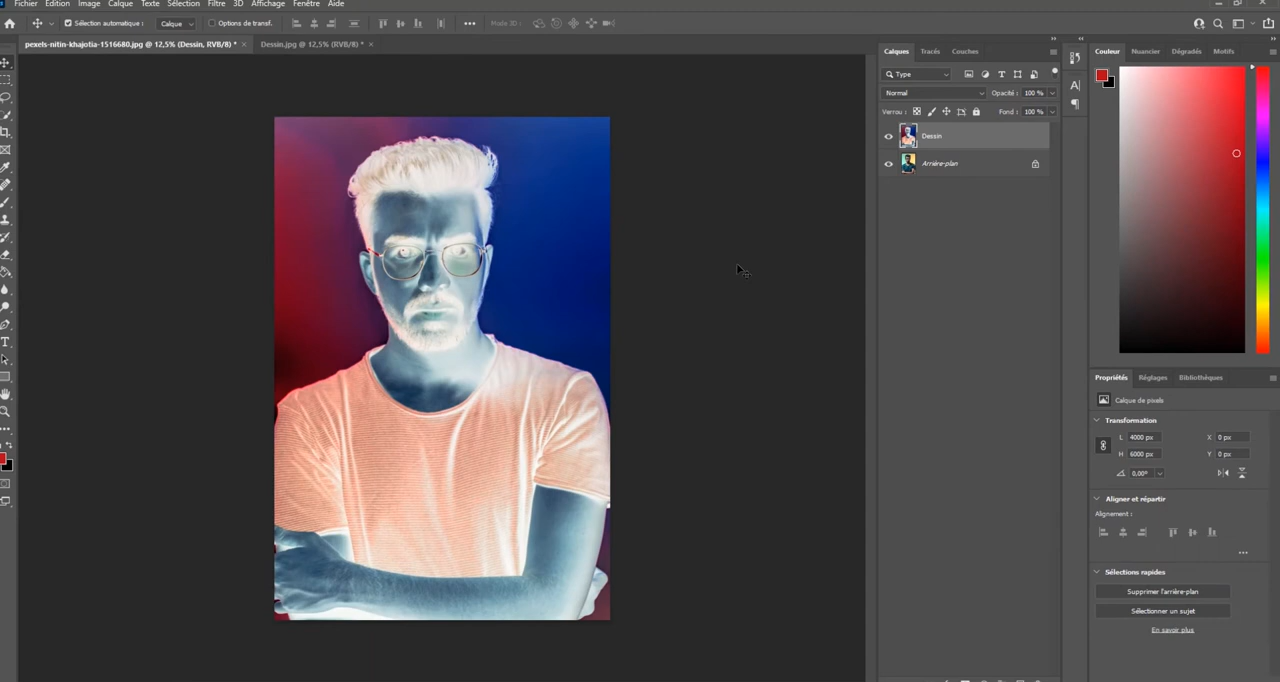 Fichier Edition Image Calque Texte Sélection Filtre 3D Affichage Fenêtre Aide
Sélection automatique : Calque Options de transf. Mode 3D :
pexels-nitin-khajotia-1516680.jpg @ 12,5% (Dessin, RVB/8) * × Dessin.jpg @ 12,5% (RVB/8) * ×
Calques Tracés Couches
Type
Normal Opacité : 100 %
Verrou : Fond : 100 %
Dessin
Arrière-plan
Couleur Nuancier Dégradés Motifs
Propriétés Réglages Bibliothèques
Calque de pixels
Transformation
L 4000 px X 0 px
H 6000 px Y 0 px
0,00°
Aligner et répartir
Alignement :
Sélections rapides
Supprimer l'arrière-plan
Sélectionner un sujet
En savoir plus